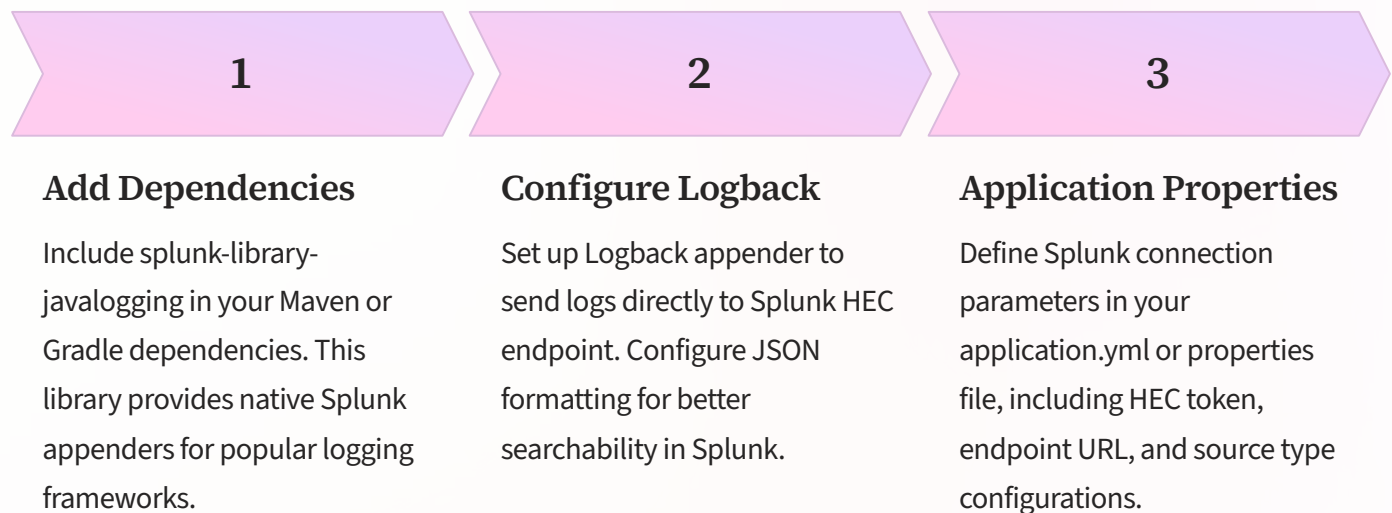 1
2
3
Add Dependencies
Include splunk-library-
javalogging in your Maven or
Gradle dependencies. This
library provides native Splunk
appenders for popular logging
frameworks.
Configure Logback
Set up Logback appender to
send logs directly to Splunk HEC
endpoint. Configure JSON
formatting for better
searchability in Splunk.
Application Properties
Define Splunk connection
parameters in your
application.yml or properties
file, including HEC token,
endpoint URL, and source type
configurations.